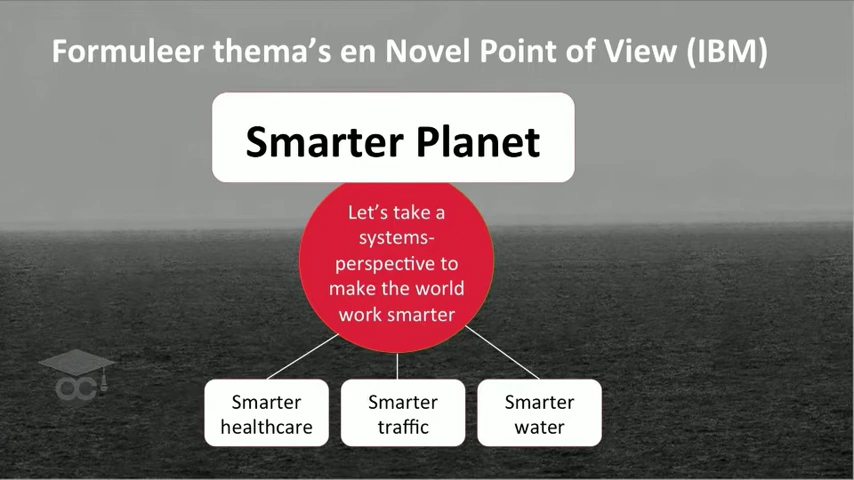 Formuleer thema's en Novel Point of View (IBM)
Smarter Planet
Let's take a
systems-
perspective to
make the world
work smarter
Smarter
healthcare
Smarter
traffic
Smarter
water
OC